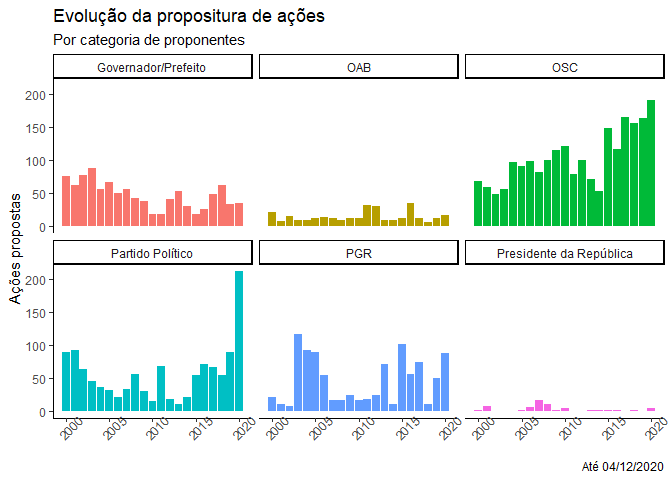 Evolução da propositura de ações
Por categoria de proponentes
Governador/Prefeito
OAB
OSC
200
150
100
50
0
Partido Político
PGR
Presidente da República
200
150
100
50
0
Ações propostas
2000
2005
2010
2015
2020
2000
2005
2010
2015
2020
2000
2005
2010
2015
2020
Até 04/12/2020